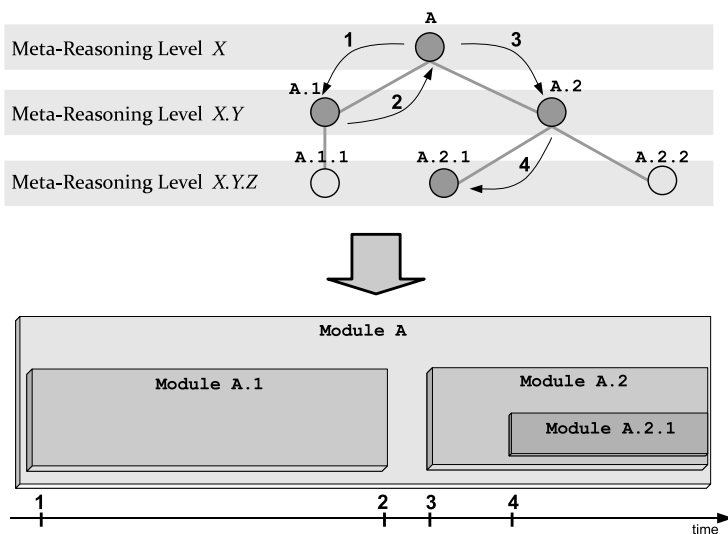 A
Meta-Reasoning Level X
1
3
A.1
A.2
Meta-Reasoning Level X.Y
2
A.1.1
A.2.1
A.2.2
Meta-Reasoning Level X.Y.Z
4
Module A
Module A.1
Module A.2
Module A.2.1
1
2
3
4
time